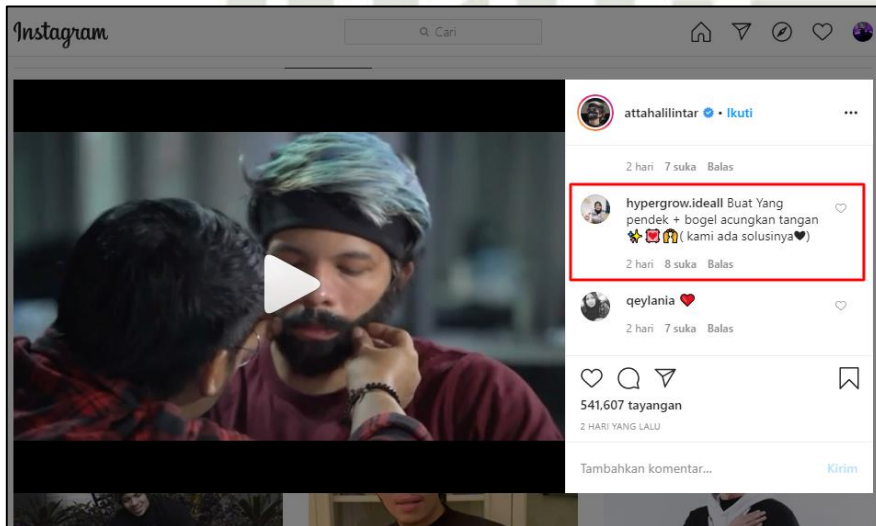 Instagram
Cari
attahalilintar • Ikuti
2 hari 7 suka Balas
hypergrow.ideall Buat Yang
pendek + bogel acungkan tangan
✨💟🙌( kami ada solusinya🖤)
2 hari 8 suka Balas
qeylania ❤️
2 hari 7 suka Balas
541,607 tayangan
2 HARI YANG LALU
Tambahkan komentar... Kirim